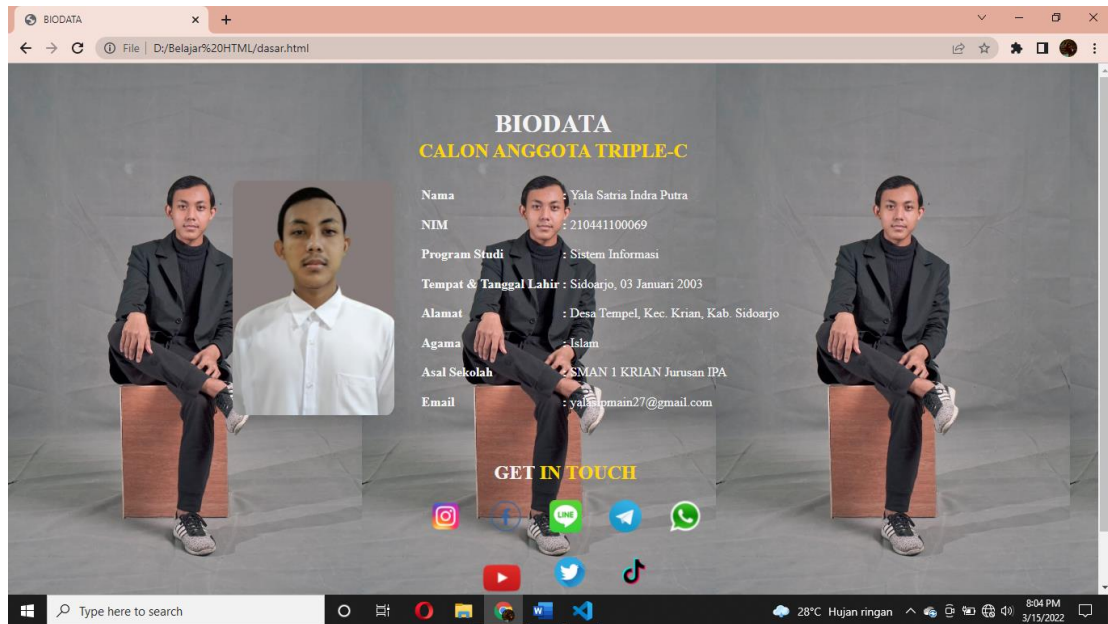 BIODATA
File D:/Belajar%20HTML/dasar.html
BIODATA
CALON ANGGOTA TRIPLE-C
Nama : Yala Satria Indra Putra
NIM : 210441100069
Program Studi : Sistem Informasi
Tempat & Tanggal Lahir : Sidoarjo, 03 Januari 2003
Alamat : Desa Tempel, Kec. Krian, Kab. Sidoarjo
Agama : Islam
Asal Sekolah : SMAN 1 KRIAN Jurusan IPA
Email :
GET IN TOUCH
LINE
Type here to search
28°C Hujan ringan
8:04 PM
3/15/2022